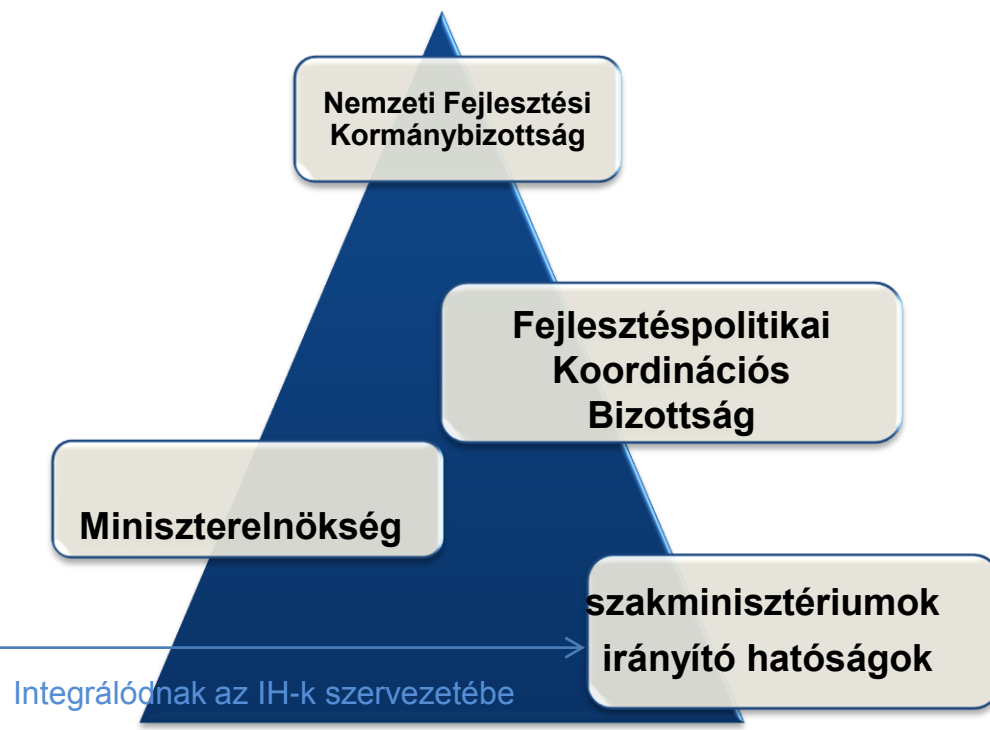 Nemzeti Fejlesztési
Kormánybizottság
Fejlesztéspolitikai
Koordinációs
Bizottság
Miniszterelnökség
szakminisztériumok
irányító hatóságok
Integrálódnak az IH-k szervezetébe